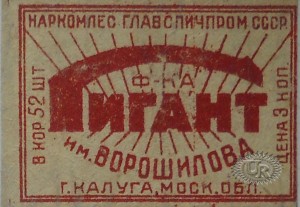 НАРКОМЛЕС ГЛАВСПИЧПРОМ СССР
Ф-КА
ГИГАНТ
ИМ. ВОРОШИЛОВА
Г. КАЛУГА, МОСК. ОБЛ.
В КОР 52 ШТ
ЦЕНА 3 КОП.